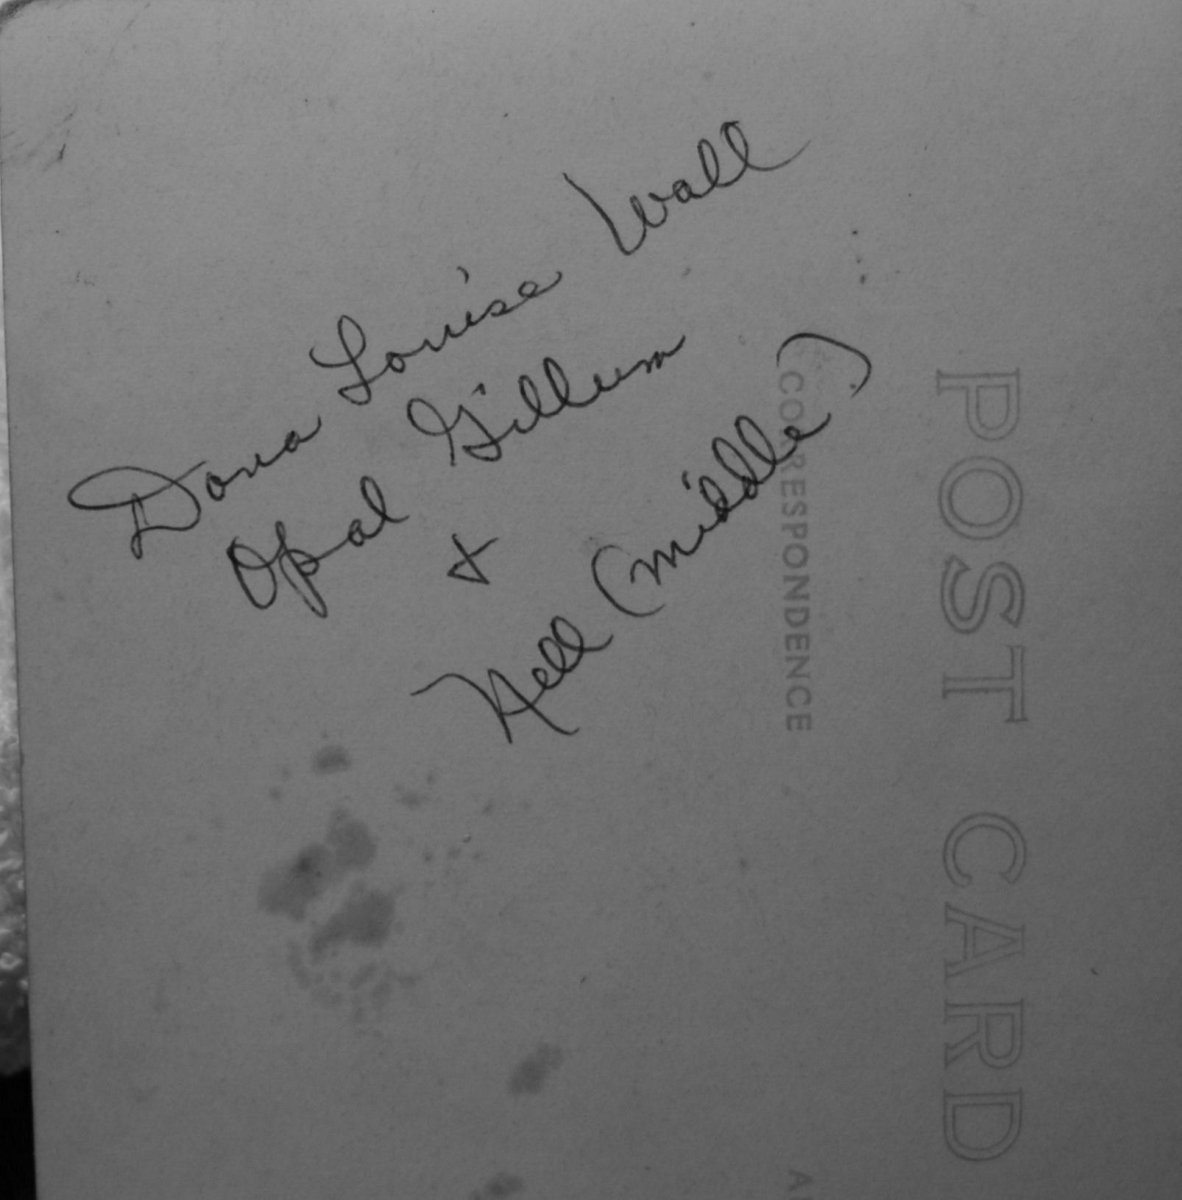 Dona Louise Wall
Opal Gillum
+
Nell (middle)
POST CARD
CORRESPONDENCE